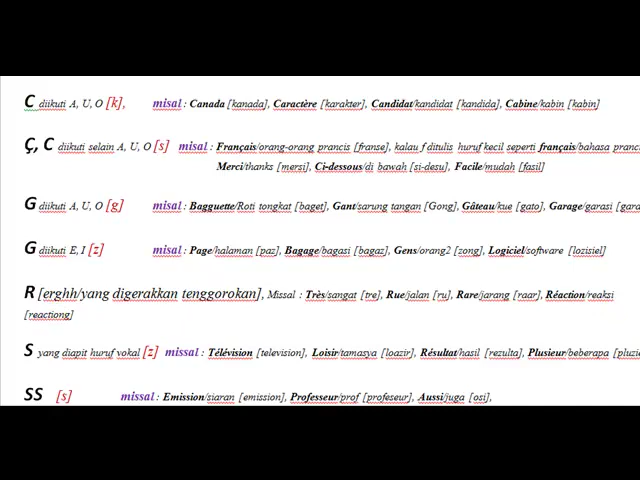 C diikuti A, U, O [k], misal : Canada [kanada], Caractère [karakter], Candidat/kandidat [kandida], Cabine/kabin [kabin]
Ç, C diikuti selain A, U, O [s] misal : Français/orang-orang prancis [franse], kalau f ditulis huruf kecil seperti français/bahasa
Merci/thanks [mersi], Ci-dessous/di bawah [si-desu], Facile/mudah [fasil]
G diikuti A, U, O [g] misal : Bagguette/Roti tongkat [baget], Gant/sarung tangan [Gong], Gâteau/kue [gato], Garage/garasi
G diikuti E, I [z] misal : Page/halaman [paz], Bagage/bagasi [bagaz], Gens/orang2 [zong], Logiciel/software [lozisiel]
R [erghh/yang digerakkan tenggorokan], Missal : Très/sangat [tre], Rue/jalan [ru], Rare/jarang [raar], Réaction/reaksi
[reactiong]
S yang diapit huruf vokal [z] missal : Télévision [television], Loisir/tamasya [loazir], Résultat/hasil [rezulta], Plusieur/beberapa
SS [s] missal : Emission/siaran [emission], Professeur/prof [profeseur], Aussi/juga [osi],